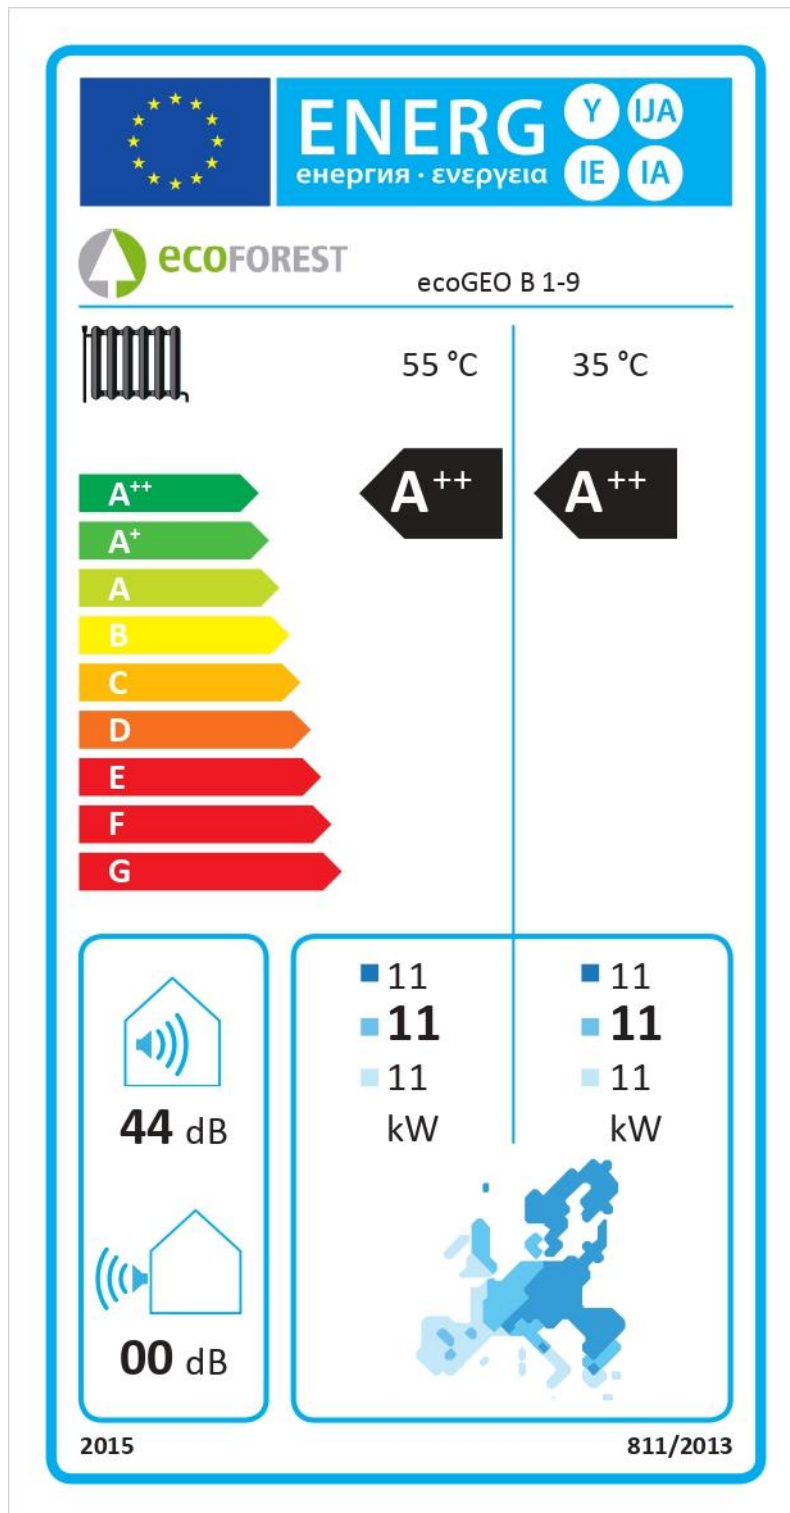 ENERG Y IJA
енергия · ενεργεια IE IA
ecoFOREST
ecoGEO B 1-9
55 °C 35 °C
A++ A++
A++
A+
A
B
C
D
E
F
G
44 dB
00 dB
11 11
11 11
11 11
kW kW
2015 811/2013